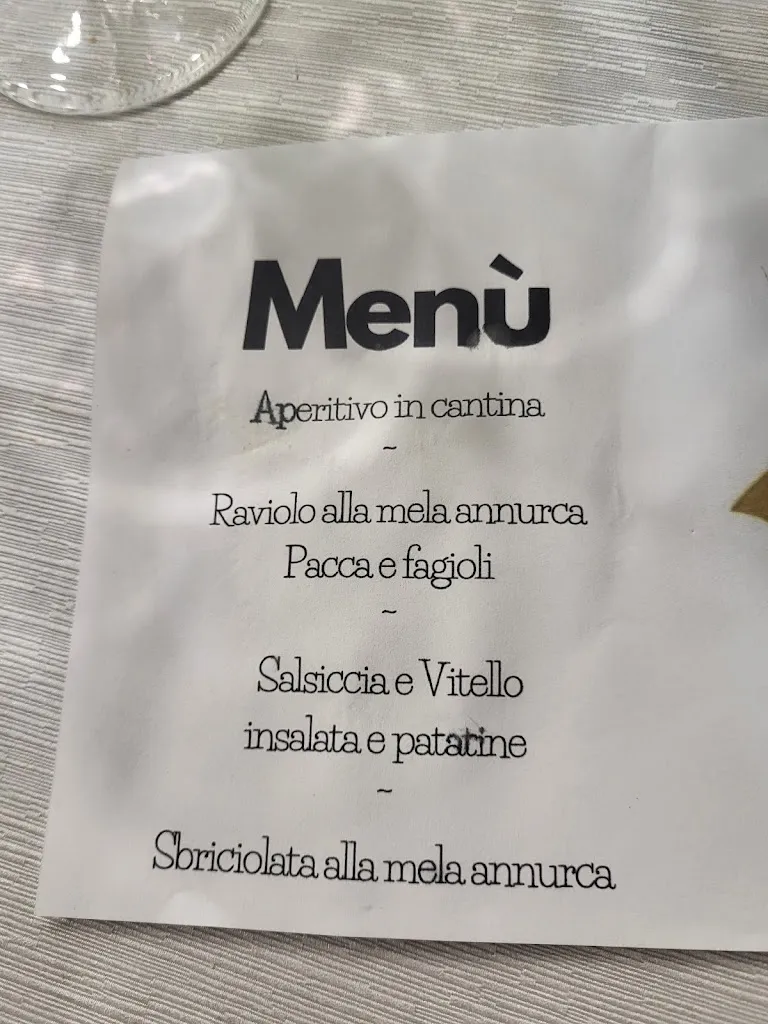 Menù
Aperitivo in cantina
~
Raviolo alla mela annurca
Pacca e fagioli
~
Salsiccia e Vitello
insalata e patatine
~
Sbriciolata alla mela annurca